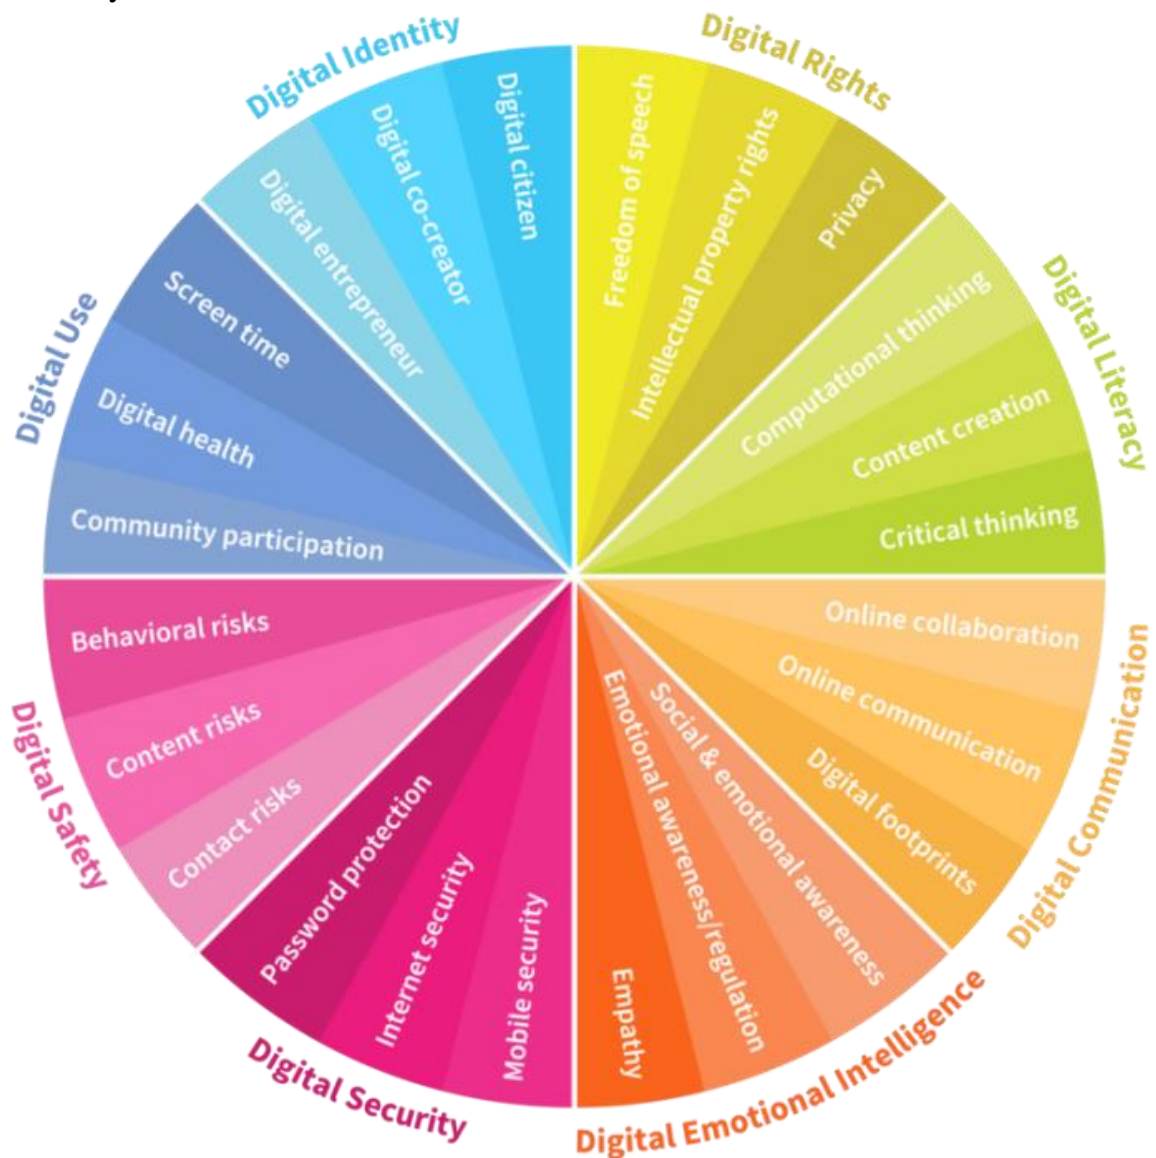 Digital Identity
Digital entrepreneur
Digital co-creator
Digital citizen
Digital Rights
Freedom of speech
Intellectual property rights
Privacy
Digital Literacy
Computational thinking
Content creation
Critical thinking
Digital Communication
Online collaboration
Online communication
Digital footprints
Digital Emotional Intelligence
Social & emotional awareness
Emotional awareness/regulation
Empathy
Digital Security
Mobile security
Internet security
Password protection
Digital Safety
Contact risks
Content risks
Behavioral risks
Digital Use
Community participation
Digital health
Screen time